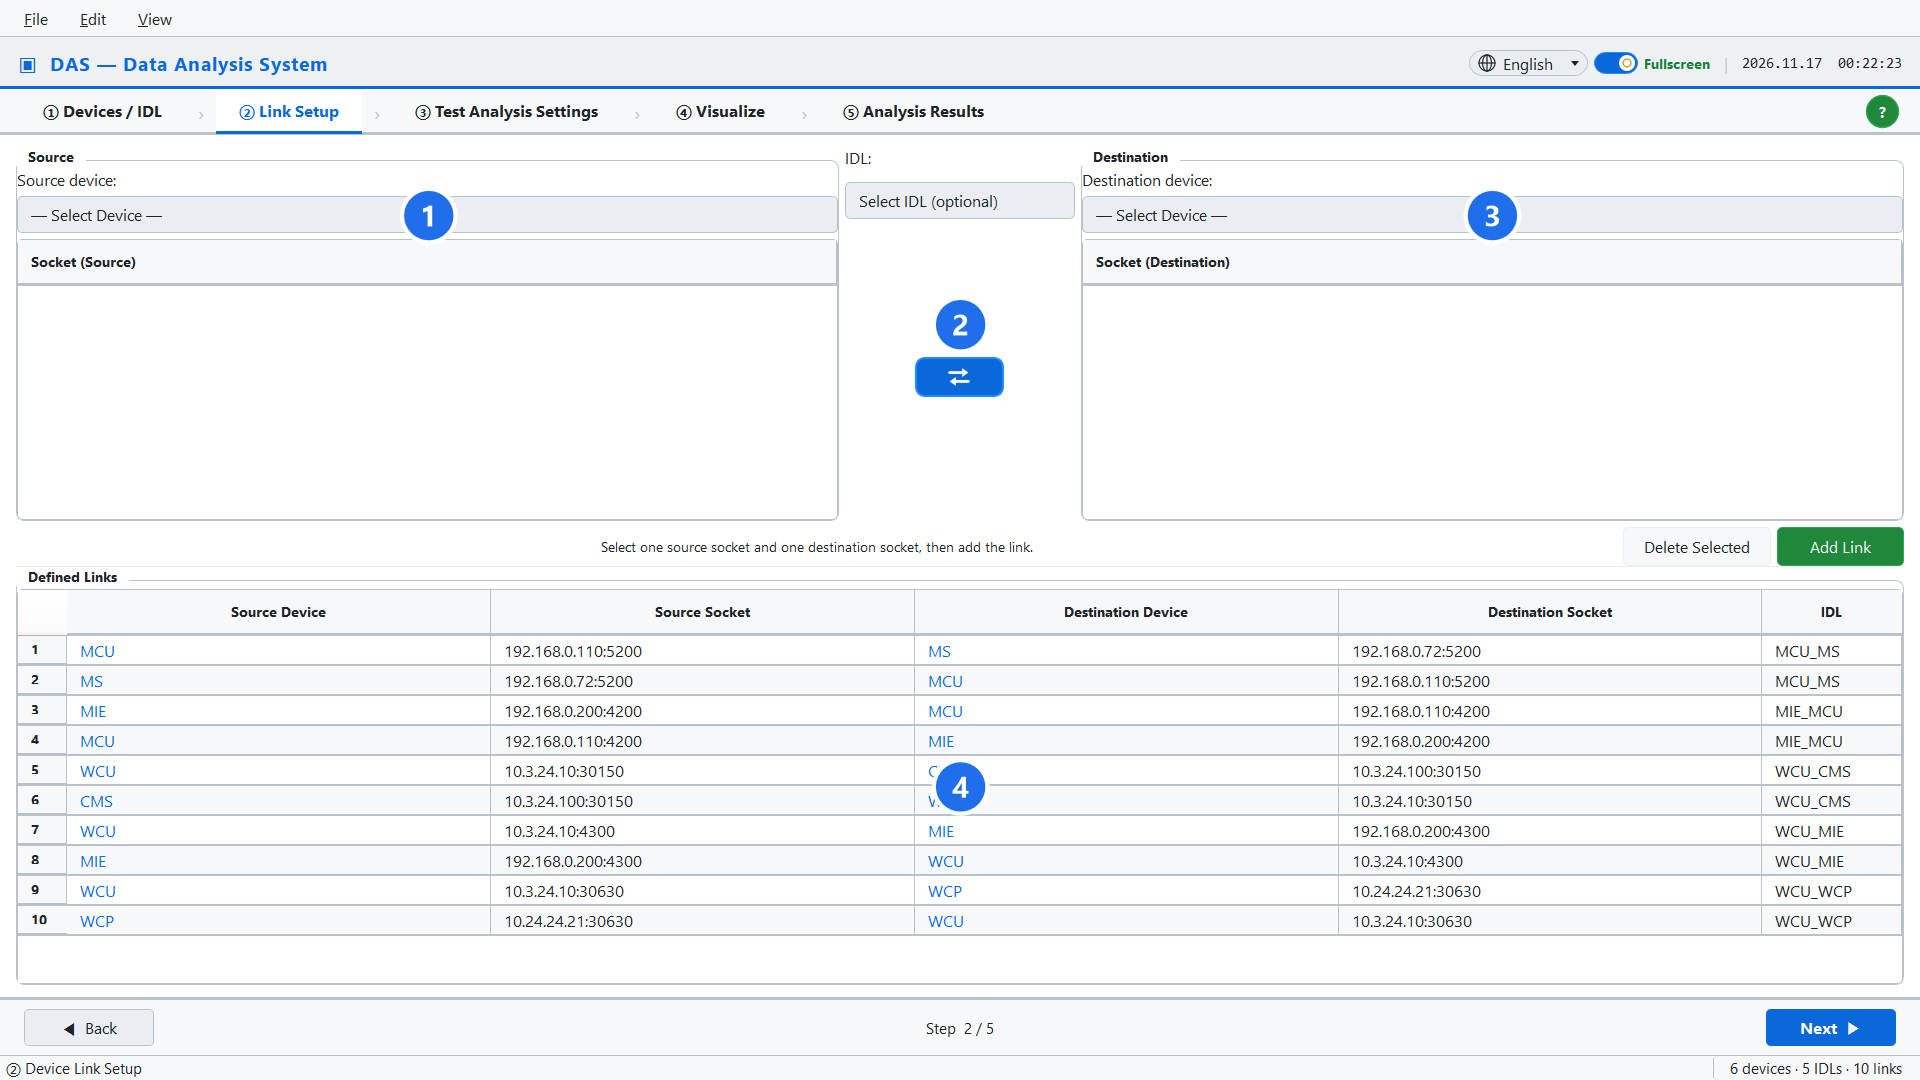 File Edit View
DAS — Data Analysis System
English Fullscreen 2026.11.17 00:22:23
① Devices / IDL › ② Link Setup › ③ Test Analysis Settings › ④ Visualize › ⑤ Analysis Results ?
Source
Source device:
— Select Device —
1
Socket (Source)
IDL:
Select IDL (optional)
2
Destination
Destination device:
— Select Device —
3
Socket (Destination)
Select one source socket and one destination socket, then add the link.
Delete Selected Add Link
Defined Links
Source Device Source Socket Destination Device Destination Socket IDL
1 MCU 192.168.0.110:5200 MS 192.168.0.72:5200 MCU_MS
2 MS 192.168.0.72:5200 MCU 192.168.0.110:5200 MCU_MS
3 MIE 192.168.0.200:4200 MCU 192.168.0.110:4200 MIE_MCU
4 MCU 192.168.0.110:4200 MIE 192.168.0.200:4200 MIE_MCU
5 WCU 10.3.24.10:30150 10.3.24.100:30150 WCU_CMS
4
6 CMS 10.3.24.100:30150 10.3.24.10:30150 WCU_CMS
7 WCU 10.3.24.10:4300 MIE 192.168.0.200:4300 WCU_MIE
8 MIE 192.168.0.200:4300 WCU 10.3.24.10:4300 WCU_MIE
9 WCU 10.3.24.10:30630 WCP 10.24.24.21:30630 WCU_WCP
10 WCP 10.24.24.21:30630 WCU 10.3.24.10:30630 WCU_WCP
Back Step 2 / 5 Next
② Device Link Setup 6 devices · 5 IDLs · 10 links